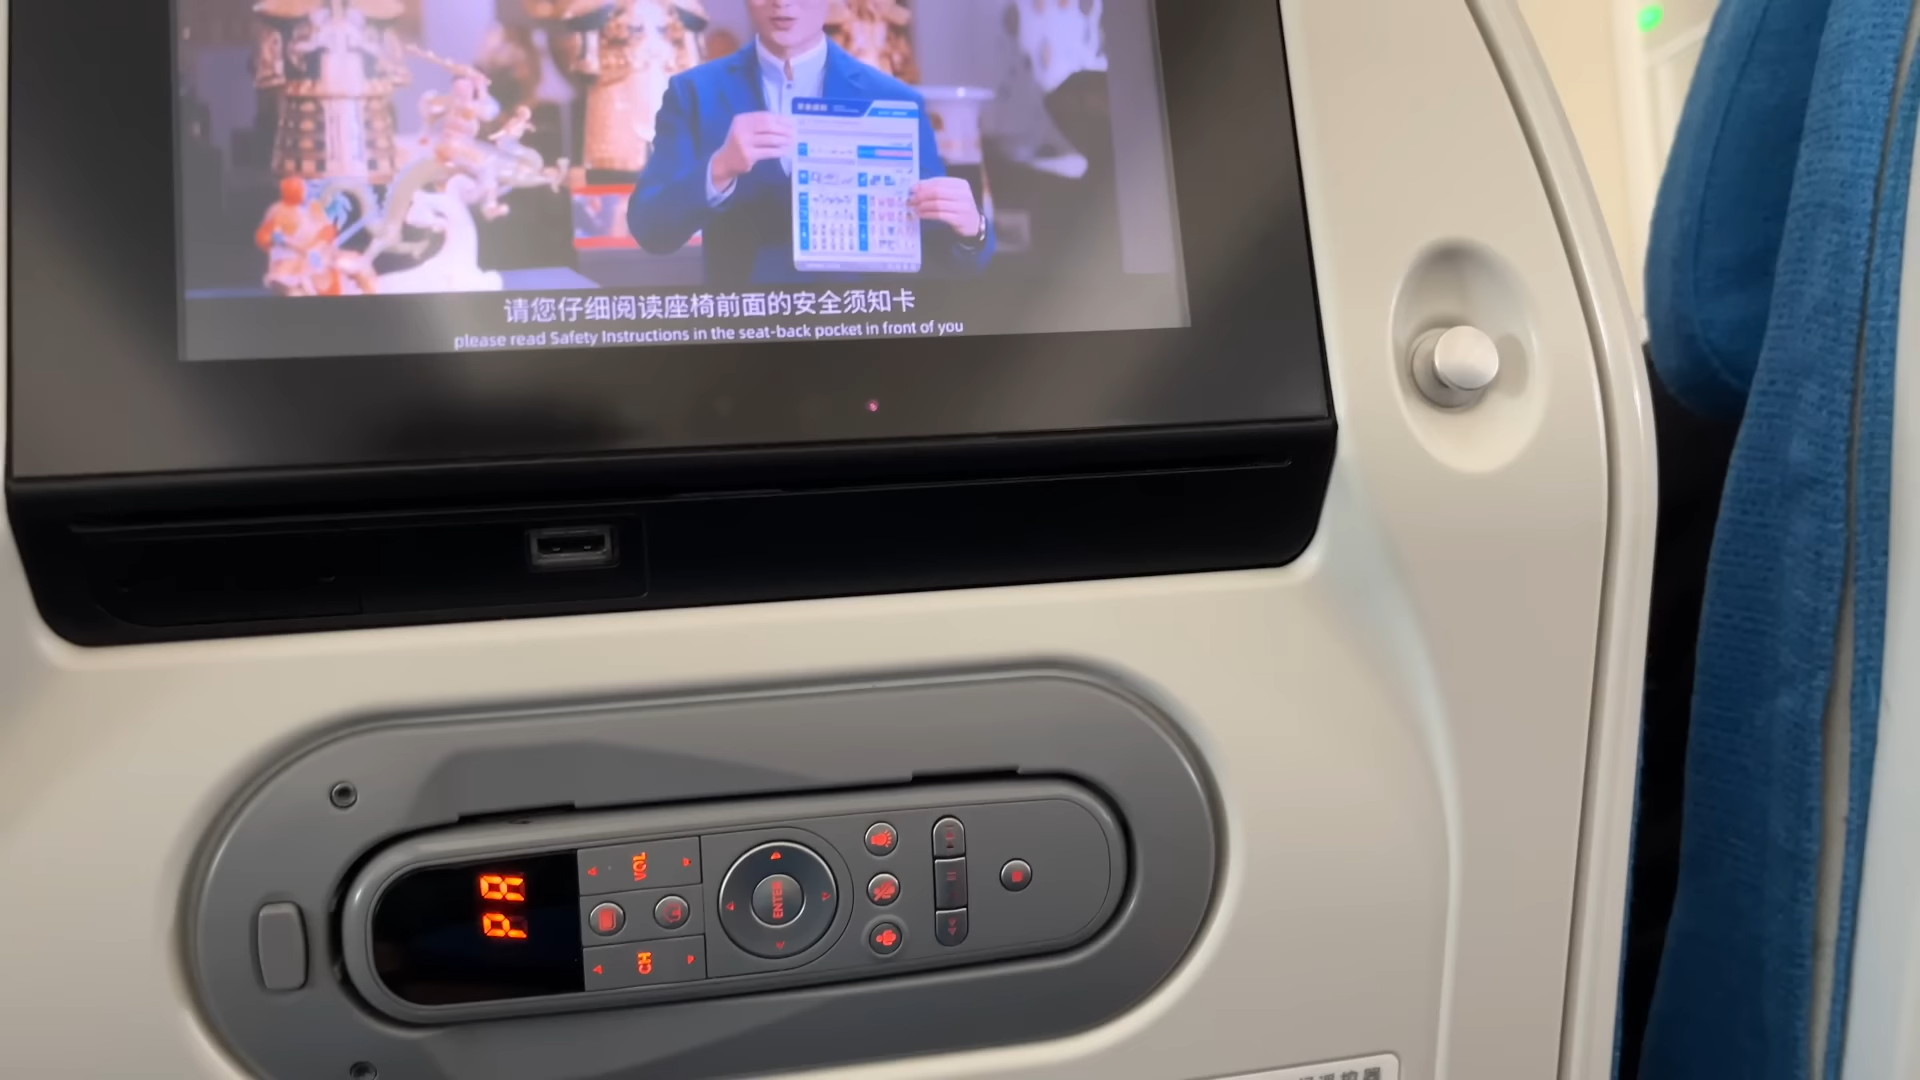 请您仔细阅读座椅前面的安全须知卡
please read Safety Instructions in the seat-back pocket in front of you
PA
VOL
ENTER
CH